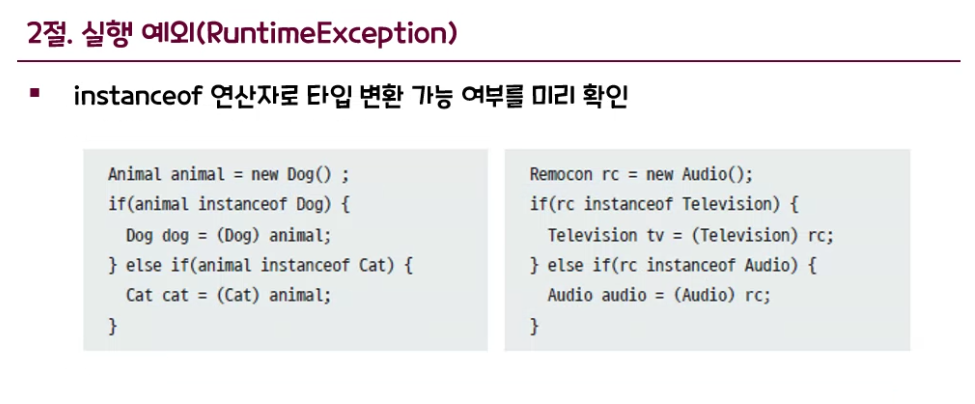 2절. 실행 예외(RuntimeException)
▪ instanceof 연산자로 타입 변환 가능 여부를 미리 확인
Animal animal = new Dog() ;
if(animal instanceof Dog) {
Dog dog = (Dog) animal;
} else if(animal instanceof Cat) {
Cat cat = (Cat) animal;
}
Remocon rc = new Audio();
if(rc instanceof Television) {
Television tv = (Television) rc;
} else if(rc instanceof Audio) {
Audio audio = (Audio) rc;
}